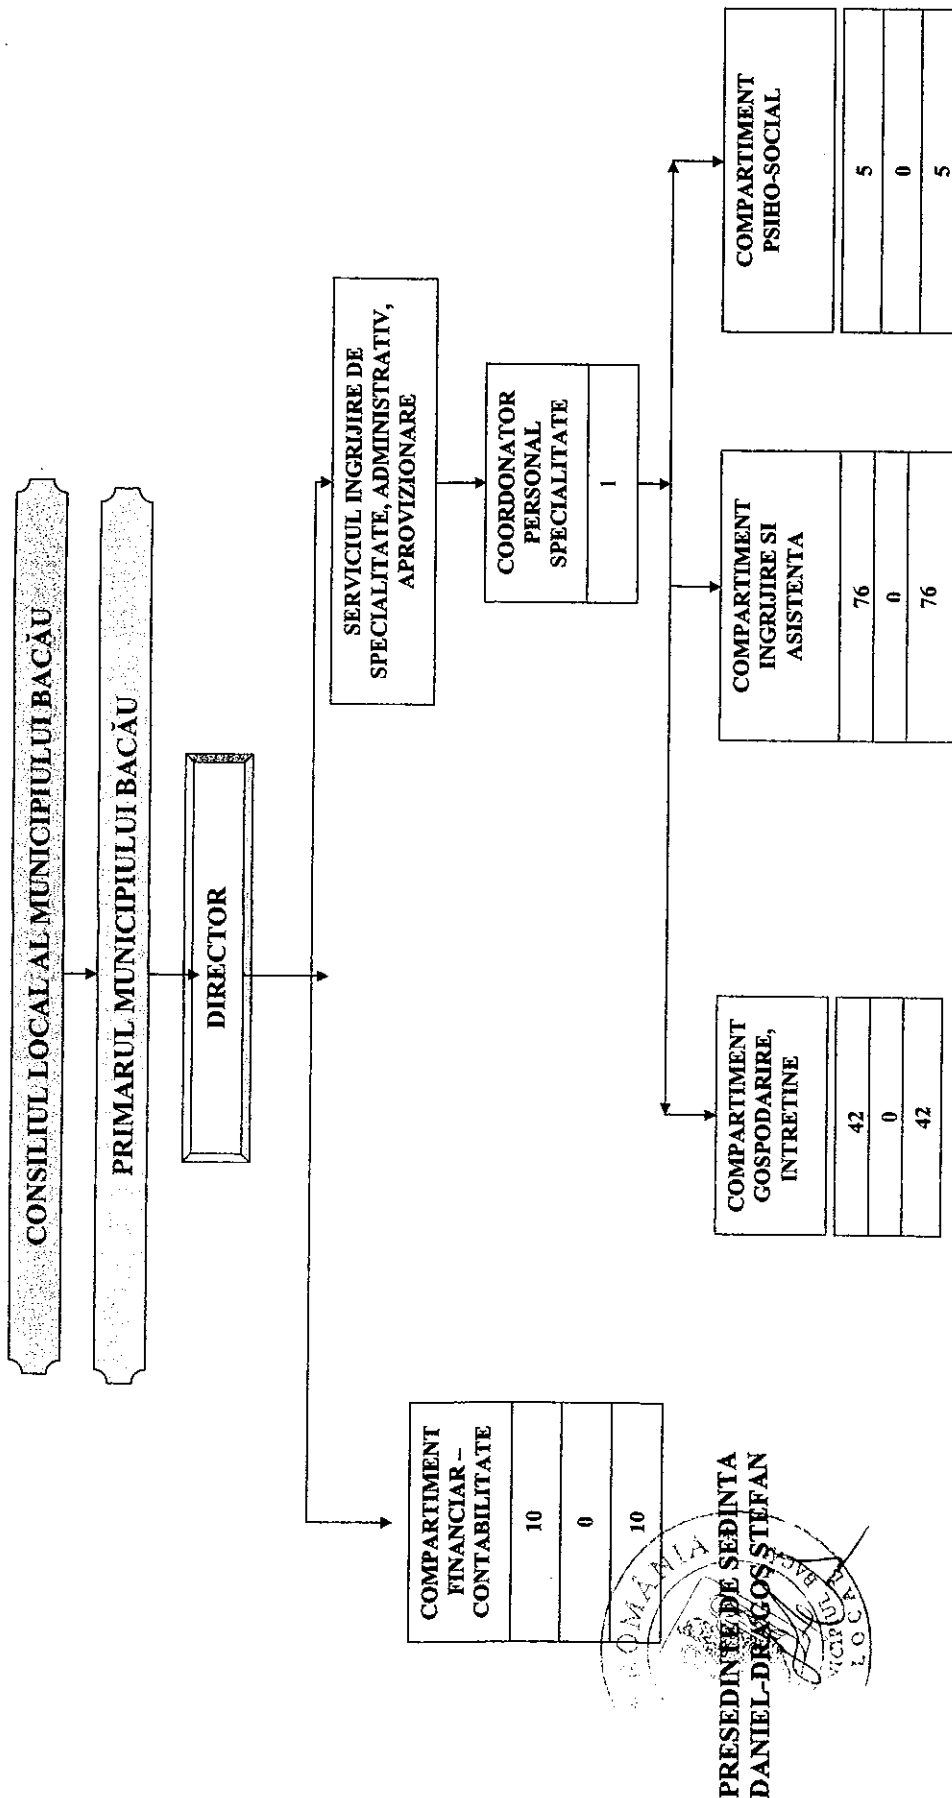 CONSILIUL LOCAL AL MUNICIPIULUI BACĂU
PRIMARUL MUNICIPIULUI BACĂU
DIRECTOR
SERVICIUL INGRIJIRE DE
SPECIALITATE, ADMINISTRATIV,
APROVIZIONARE
COORDONATOR
PERSONAL
SPECIALITATE
1
COMPARTIMENT
FINANCIAR –
CONTABILITATE
10
0
10
COMPARTIMENT
GOSPODARIRE,
INTRETINE
42
0
42
COMPARTIMENT
INGRIJIRE SI
ASISTENTA
76
0
76
COMPARTIMENT
PSIHO-SOCIAL
5
0
5
PRESEDINTE DE SEDINTA
DANIEL-DRAGOS STEFAN
ROMANIA
LOCAL